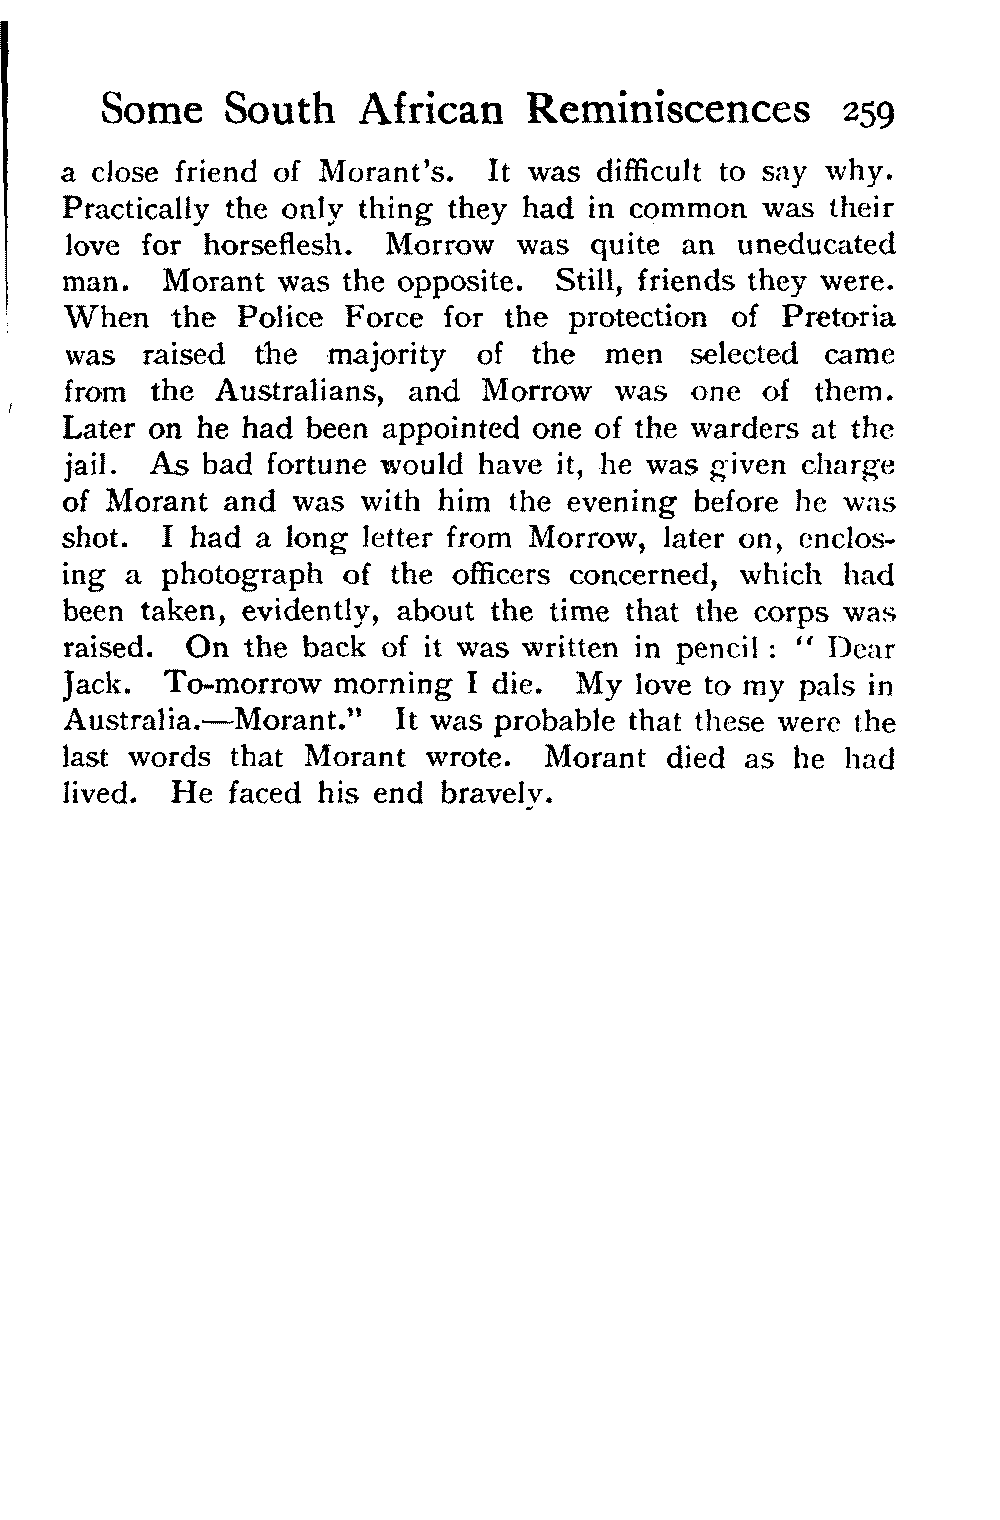 Some South African Reminiscences 259
a close friend of Morant's. It was difficult to say why.
Practically the only thing they had in common was their
love for horseflesh. Morrow was quite an uneducated
man. Morant was the opposite. Still, friends they were.
When the Police Force for the protection of Pretoria
was raised the majority of the men selected came
from the Australians, and Morrow was one of them.
Later on he had been appointed one of the warders at the
jail. As bad fortune would have it, he was given charge
of Morant and was with him the evening before he was
shot. I had a long letter from Morrow, later on, enclos-
ing a photograph of the officers concerned, which had
been taken, evidently, about the time that the corps was
raised. On the back of it was written in pencil : " Dear
Jack. To-morrow morning I die. My love to my pals in
Australia.—Morant." It was probable that these were the
last words that Morant wrote. Morant died as he had
lived. He faced his end bravely.